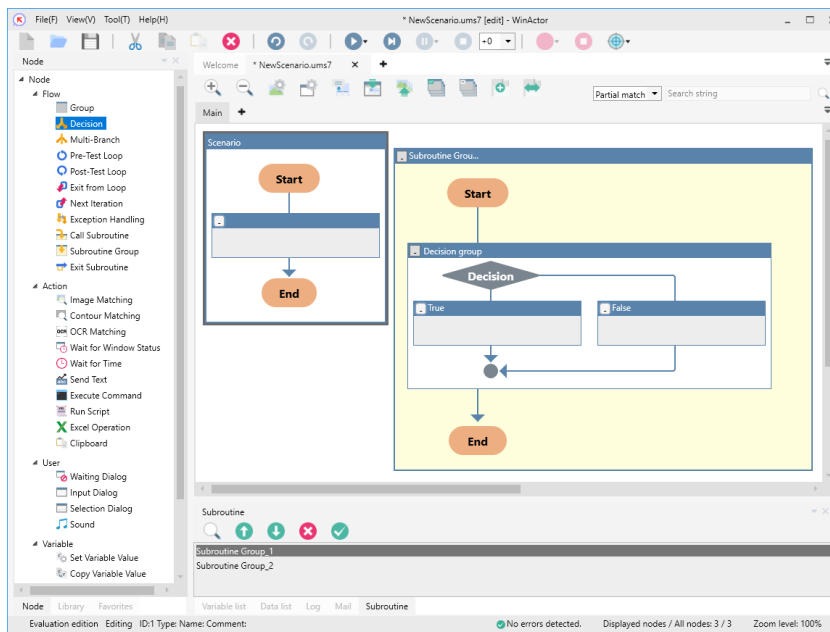 File(F) View(V) Tool(T) Help(H)
* NewScenario.ums7 [edit] - WinActor
+0
Node
Welcome
* NewScenario.ums7
Partial match
Search string
Main
Node
Flow
Group
Decision
Multi-Branch
Pre-Test Loop
Post-Test Loop
Exit from Loop
Next Iteration
Exception Handling
Call Subroutine
Subroutine Group
Exit Subroutine
Action
Image Matching
Contour Matching
OCR Matching
Wait for Window Status
Wait for Time
Send Text
Execute Command
Run Script
Excel Operation
Clipboard
User
Waiting Dialog
Input Dialog
Selection Dialog
Sound
Variable
Set Variable Value
Copy Variable Value
Scenario
Start
End
Subroutine Grou...
Start
Decision group
Decision
True
False
End
Subroutine
Subroutine Group_1
Subroutine Group_2
Node Library Favorites
Variable list Data list Log Mail Subroutine
Evaluation edition Editing ID:1 Type: Name: Comment:
No errors detected.
Displayed nodes / All nodes: 3 / 3
Zoom level: 100%